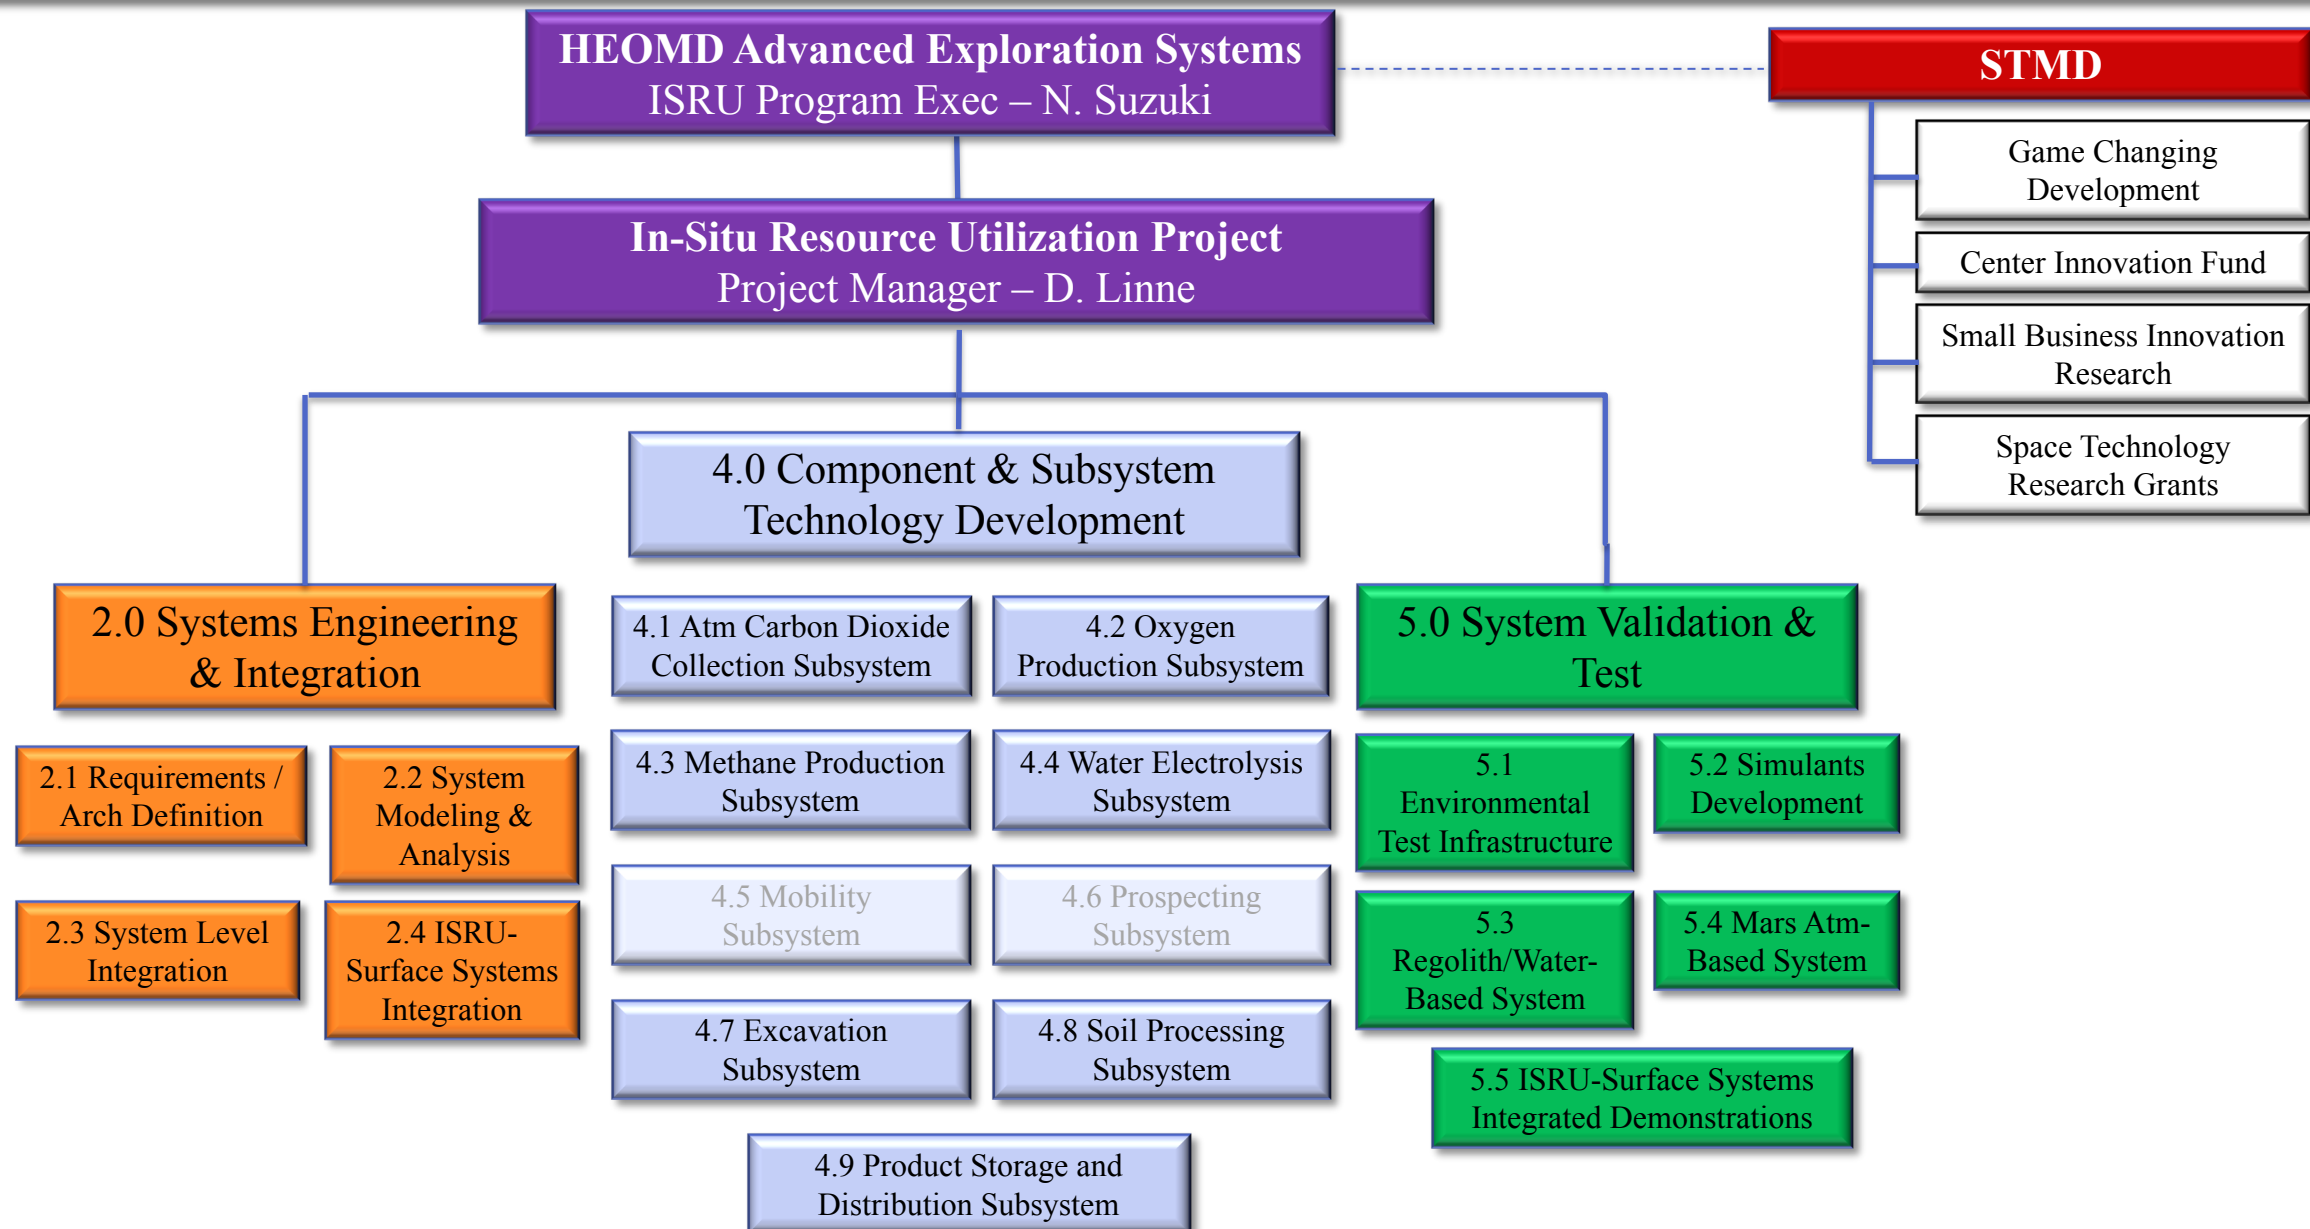 HEOMD Advanced Exploration Systems
ISRU Program Exec – N. Suzuki
STMD
Game Changing
Development
Center Innovation Fund
Small Business Innovation
Research
Space Technology
Research Grants
In-Situ Resource Utilization Project
Project Manager – D. Linne
4.0 Component & Subsystem
Technology Development
2.0 Systems Engineering
& Integration
2.1 Requirements /
Arch Definition
2.2 System
Modeling &
Analysis
2.3 System Level
Integration
2.4 ISRU-
Surface Systems
Integration
4.1 Atm Carbon Dioxide
Collection Subsystem
4.2 Oxygen
Production Subsystem
4.3 Methane Production
Subsystem
4.4 Water Electrolysis
Subsystem
4.5 Mobility
Subsystem
4.6 Prospecting
Subsystem
4.7 Excavation
Subsystem
4.8 Soil Processing
Subsystem
4.9 Product Storage and
Distribution Subsystem
5.0 System Validation &
Test
5.1
Environmental
Test Infrastructure
5.2 Simulants
Development
5.3
Regolith/Water-
Based System
5.4 Mars Atm-
Based System
5.5 ISRU-Surface Systems
Integrated Demonstrations